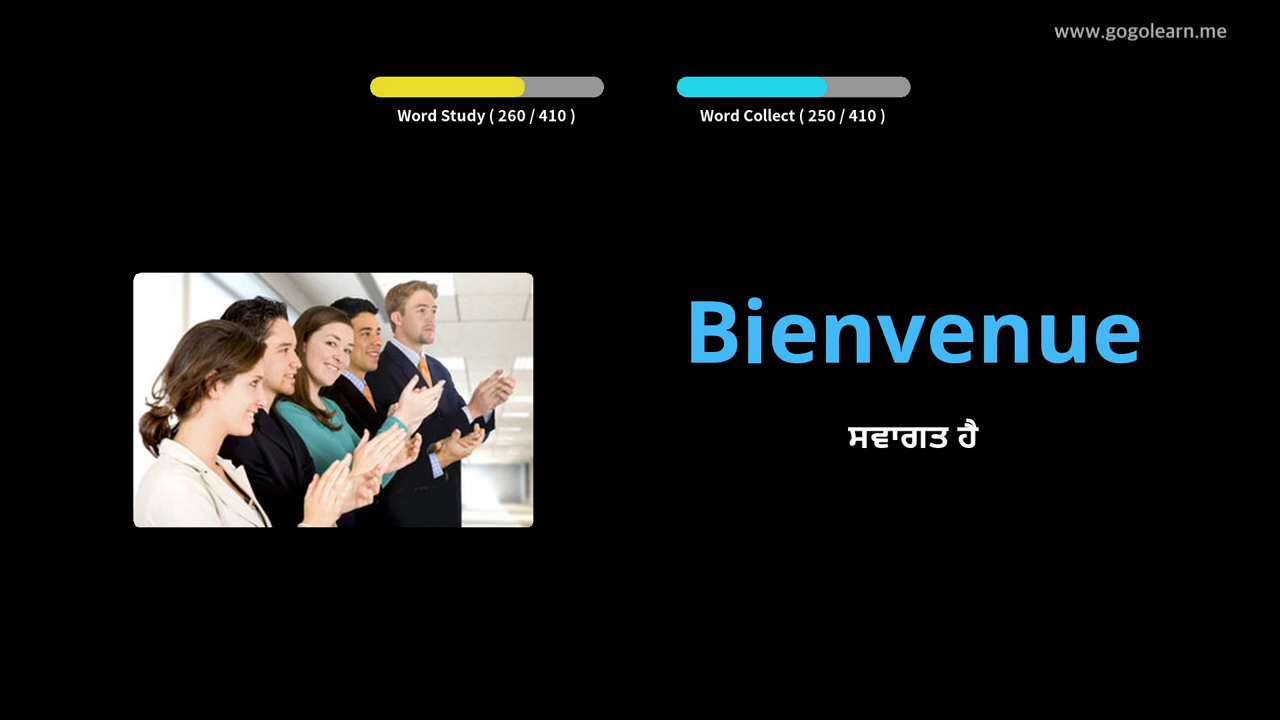 www.gogolearn.me
Word Study ( 260 / 410 )
Word Collect ( 250 / 410 )
Bienvenue
ਸਵਾਗਤ ਹੈ